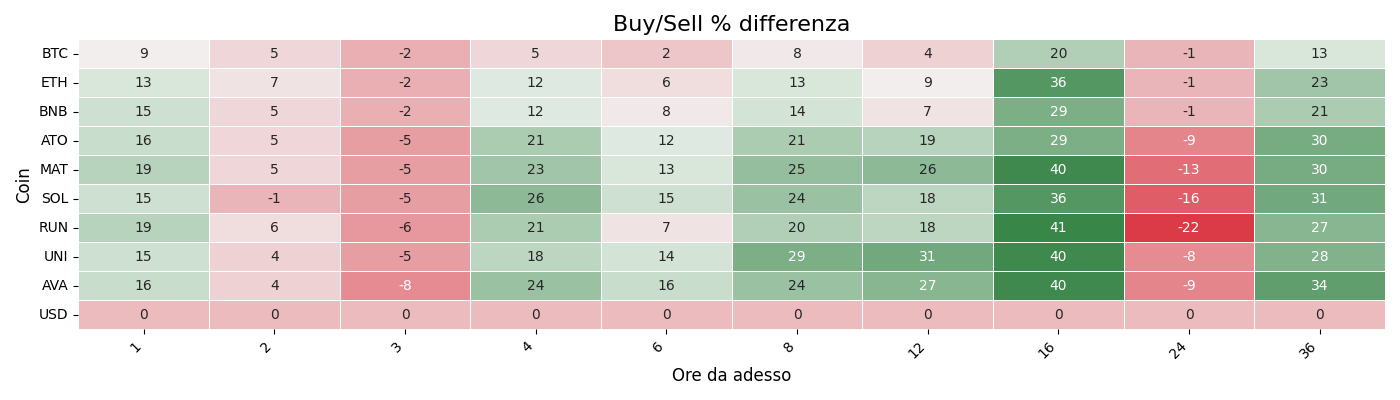 Buy/Sell % differenza
Coin
BTC 9 5 -2 5 2 8 4 20 -1 13
ETH 13 7 -2 12 6 13 9 36 -1 23
BNB 15 5 -2 12 8 14 7 29 -1 21
ATO 16 5 -5 21 12 21 19 29 -9 30
MAT 19 5 -5 23 13 25 26 40 -13 30
SOL 15 -1 -5 26 15 24 18 36 -16 31
RUN 19 6 -6 21 7 20 18 41 -22 27
UNI 15 4 -5 18 14 29 31 40 -8 28
AVA 16 4 -8 24 16 24 27 40 -9 34
USD 0 0 0 0 0 0 0 0 0 0
1 2 3 4 6 8 12 16 24 36
Ore da adesso